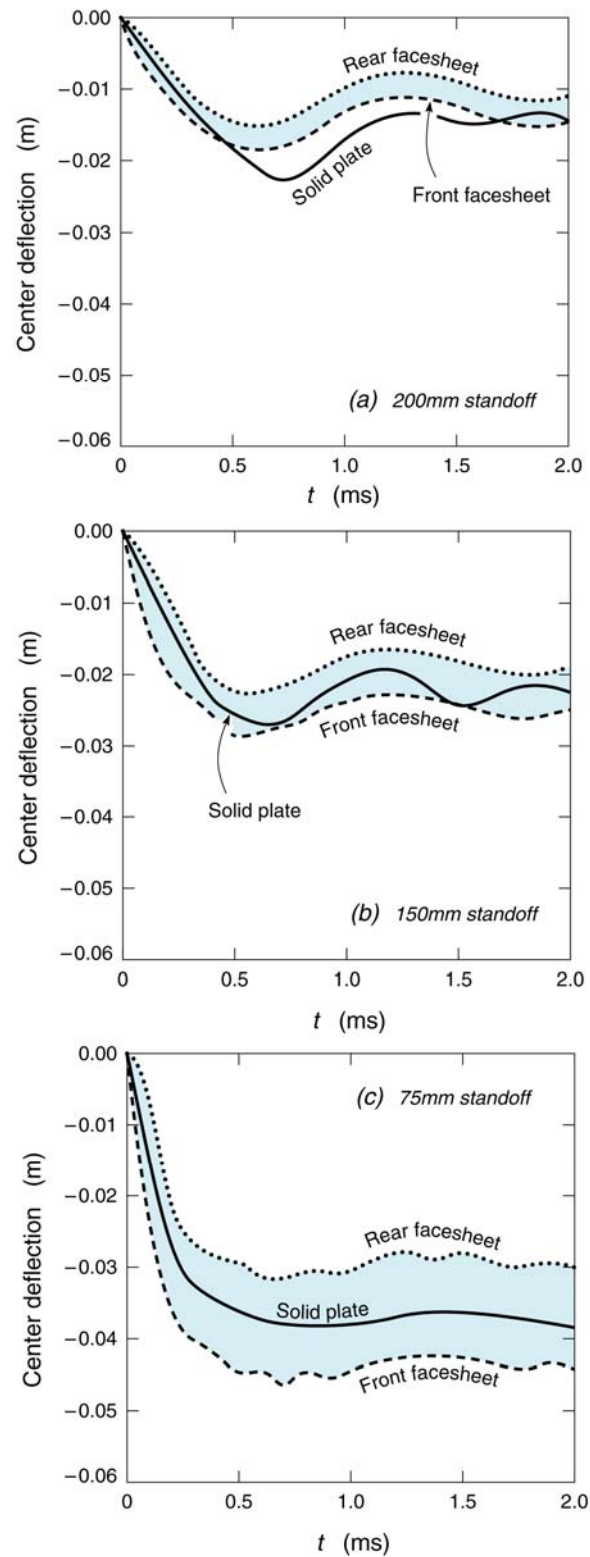 0.00
−0.01
−0.02
−0.03
−0.04
−0.05
−0.06
Center deflection (m)
Rear facesheet
Solid plate
Front facesheet
(a) 200mm standoff
0 0.5 1.0 1.5 2.0
t (ms)
0.00
−0.01
−0.02
−0.03
−0.04
−0.05
−0.06
Center deflection (m)
Rear facesheet
Front facesheet
Solid plate
(b) 150mm standoff
0 0.5 1.0 1.5 2.0
t (ms)
0.00
−0.01
−0.02
−0.03
−0.04
−0.05
−0.06
Center deflection (m)
(c) 75mm standoff
Rear facesheet
Solid plate
Front facesheet
0 0.5 1.0 1.5 2.0
t (ms)